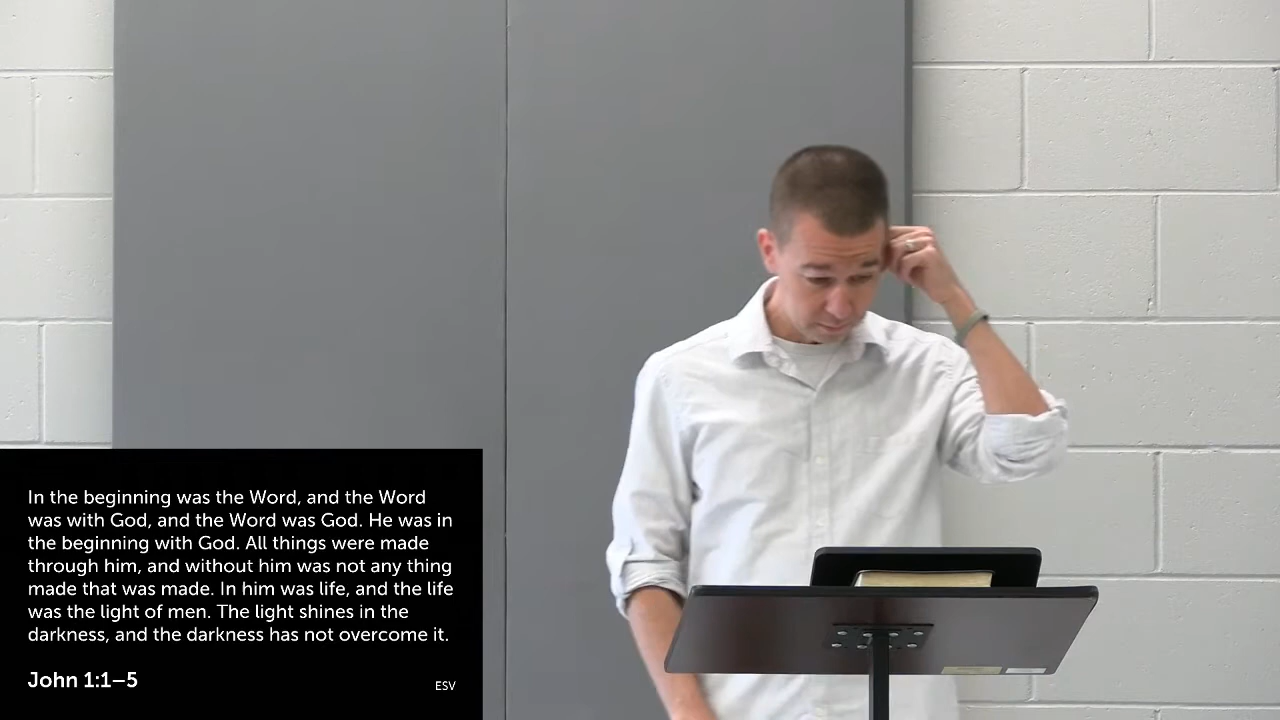 In the beginning was the Word, and the Word
was with God, and the Word was God. He was in
the beginning with God. All things were made
through him, and without him was not any thing
made that was made. In him was life, and the life
was the light of men. The light shines in the
darkness, and the darkness has not overcome it.
John 1:1–5
ESV